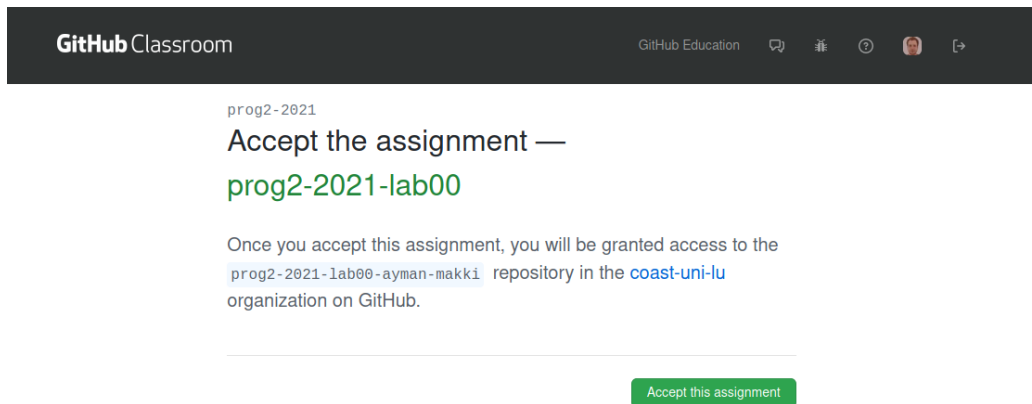 GitHub Classroom GitHub Education
prog2-2021
Accept the assignment —
prog2-2021-lab00
Once you accept this assignment, you will be granted access to the
prog2-2021-lab00-ayman-makki repository in the coast-uni-lu
organization on GitHub.
Accept this assignment